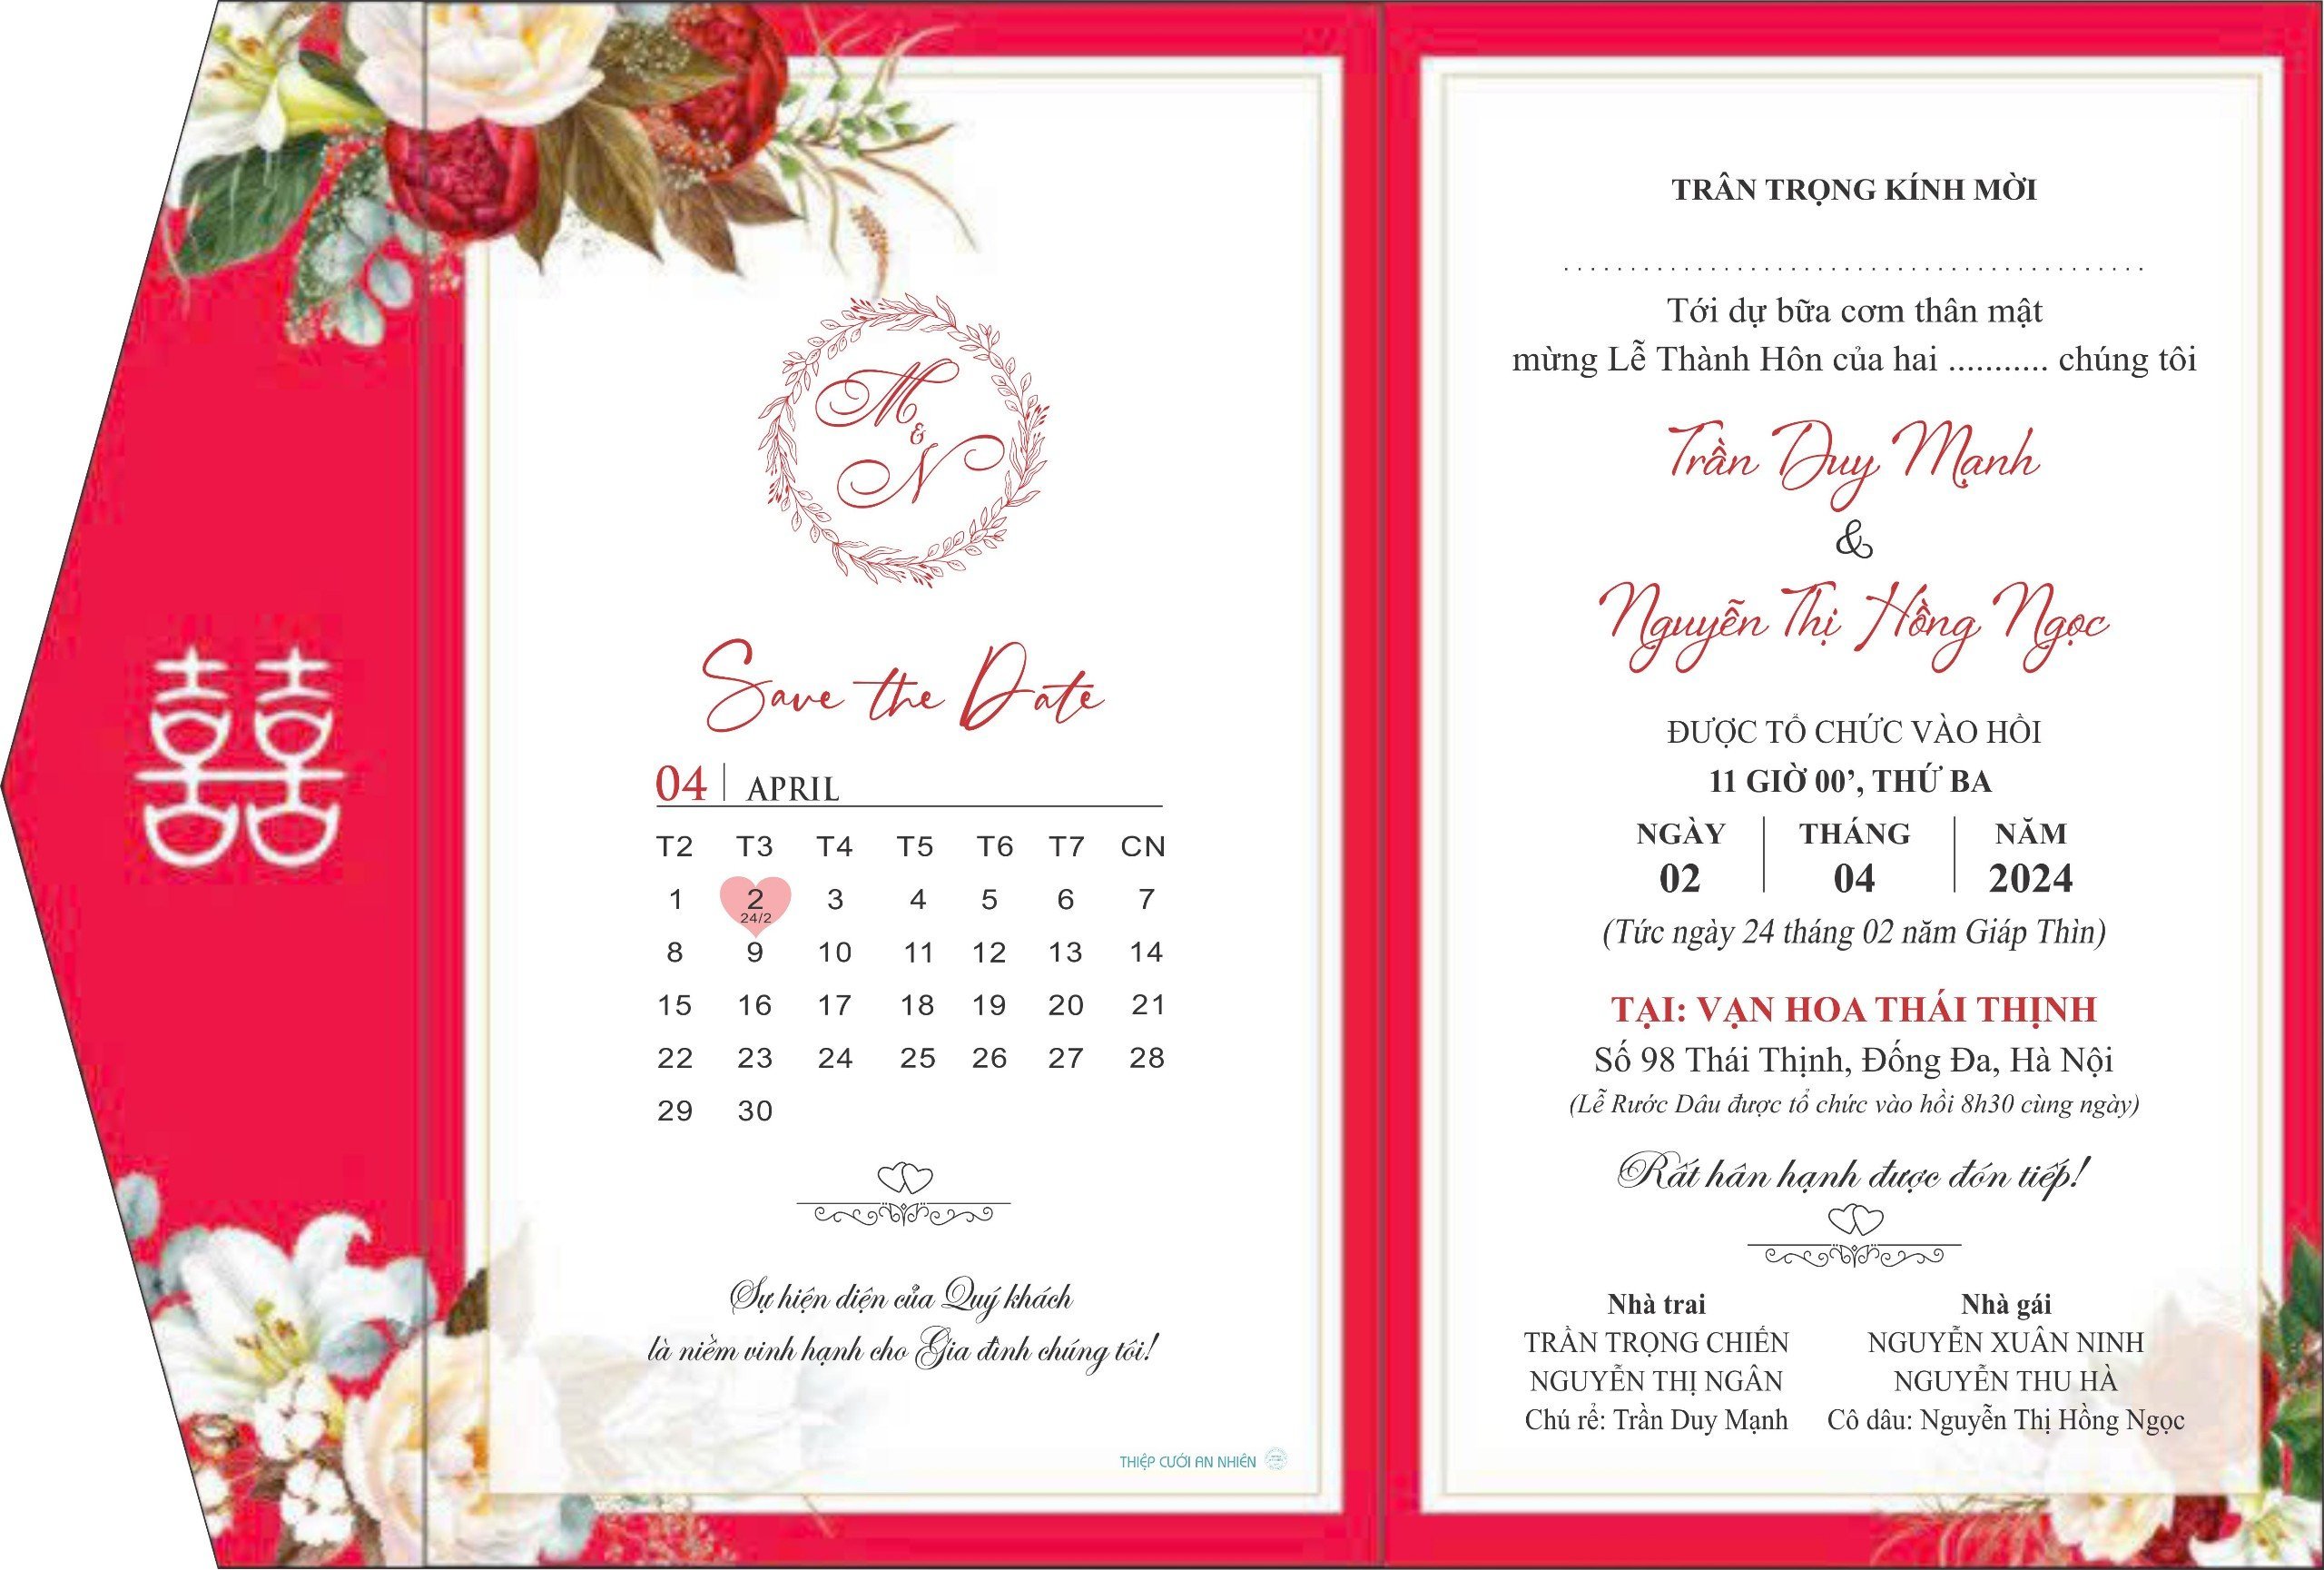 囍
M
&
N
Save the Date
04 | APRIL
T2 T3 T4 T5 T6 T7 CN
1 2 3 4 5 6 7
24/2
8 9 10 11 12 13 14
15 16 17 18 19 20 21
22 23 24 25 26 27 28
29 30
Sự hiện diện của Quý khách
là niềm vinh hạnh cho Gia đình chúng tôi!
THIỆP CƯỚI AN NHIÊN
TRÂN TRỌNG KÍNH MỜI
............................................
Tới dự bữa cơm thân mật
mừng Lễ Thành Hôn của hai ........... chúng tôi
Trần Duy Mạnh
&
Nguyễn Thị Hồng Ngọc
ĐƯỢC TỔ CHỨC VÀO HỒI
11 GIỜ 00’, THỨ BA
NGÀY THÁNG NĂM
02 04 2024
(Tức ngày 24 tháng 02 năm Giáp Thìn)
TẠI: VẠN HOA THÁI THỊNH
Số 98 Thái Thịnh, Đống Đa, Hà Nội
(Lễ Rước Dâu được tổ chức vào hồi 8h30 cùng ngày)
Rất hân hạnh được đón tiếp!
Nhà trai
TRẦN TRỌNG CHIẾN
NGUYỄN THỊ NGÂN
Chú rể: Trần Duy Mạnh
Nhà gái
NGUYỄN XUÂN NINH
NGUYỄN THU HÀ
Cô dâu: Nguyễn Thị Hồng Ngọc